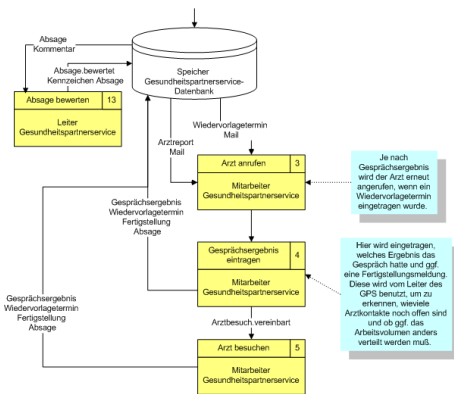 Absage
Kommentar
Absage.bewertet
Kennzeichen Absage
Speicher
Gesundheitspartnerservice-
Datenbank
Absage bewerten 13
Leiter
Gesundheitspartnerservice
Wiedervorlagetermin
Mail
Arztreport
Mail
Arzt anrufen 3
Mitarbeiter
Gesundheitspartnerservice
Je nach
Gesprächsergebnis
wird der Arzt erneut
angerufen, wenn ein
Wiedervorlagetermin
eingetragen wurde.
Gesprächsergebnis
Wiedervorlagetermin
Fertigstellung
Absage
Gesprächsergebnis
eintragen 4
Mitarbeiter
Gesundheitspartnerservice
Hier wird eingetragen,
welches Ergebnis das
Gespräch hatte und ggf.
eine Fertigstellungsmeldung.
Diese wird vom Leiter des
GPS benutzt, um zu
erkennen, wieviele
Arztkontakte noch offen sind
und ob ggf. das
Arbeitsvolumen anders
verteilt werden muß.
Gesprächsergebnis
Wiedervorlagetermin
Fertigstellung
Absage
Arztbesuch.vereinbart
Arzt besuchen 5
Mitarbeiter
Gesundheitspartnerservice